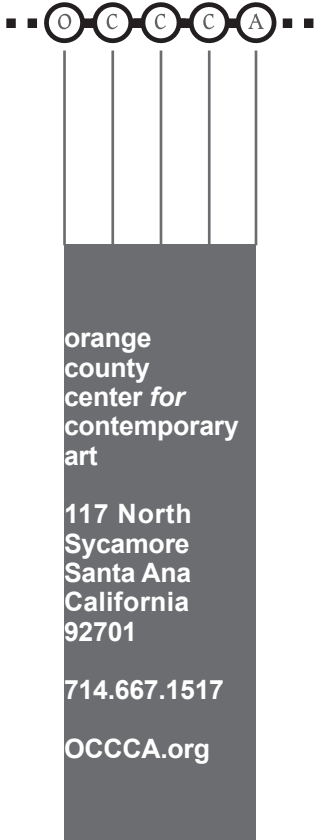 OCCCA
orange
county
center for
contemporary
art
117 North
Sycamore
Santa Ana
California
92701
714.667.1517
OCCCA.org